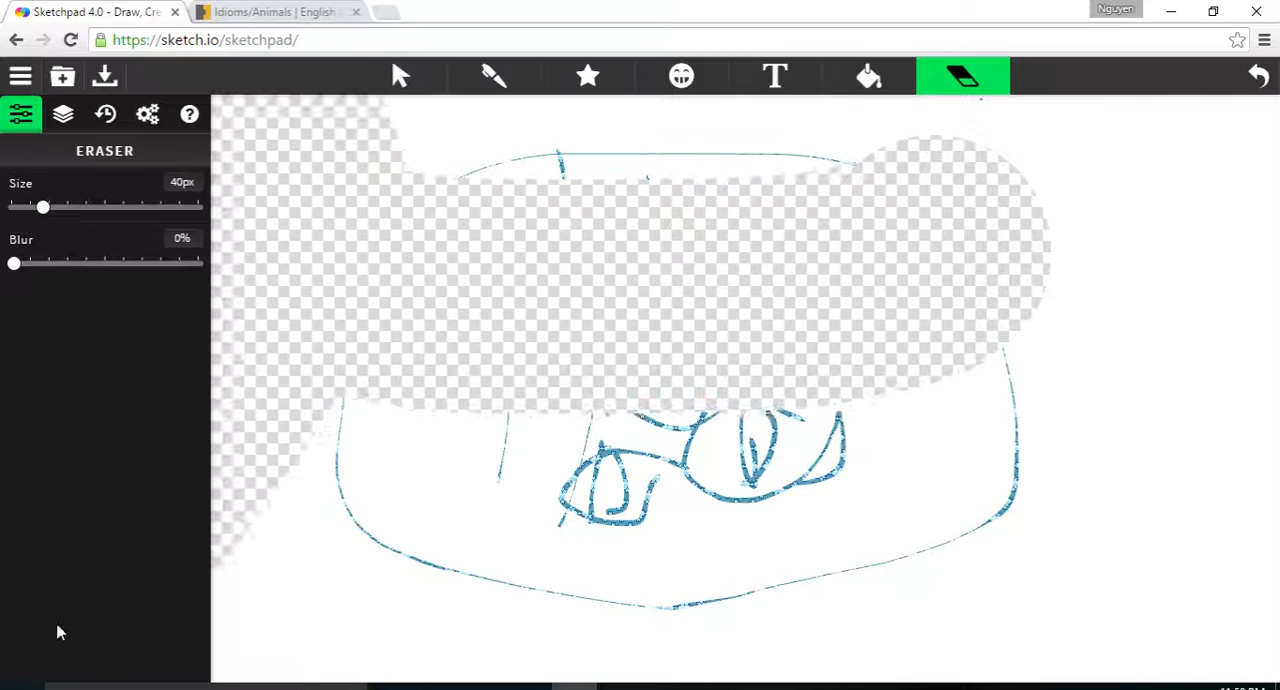 Sketchpad 4.0 - Draw, Cre
Idioms/Animals | English
Nguyen
https://sketch.io/sketchpad/
T
ERASER
Size
40px
Blur
0%